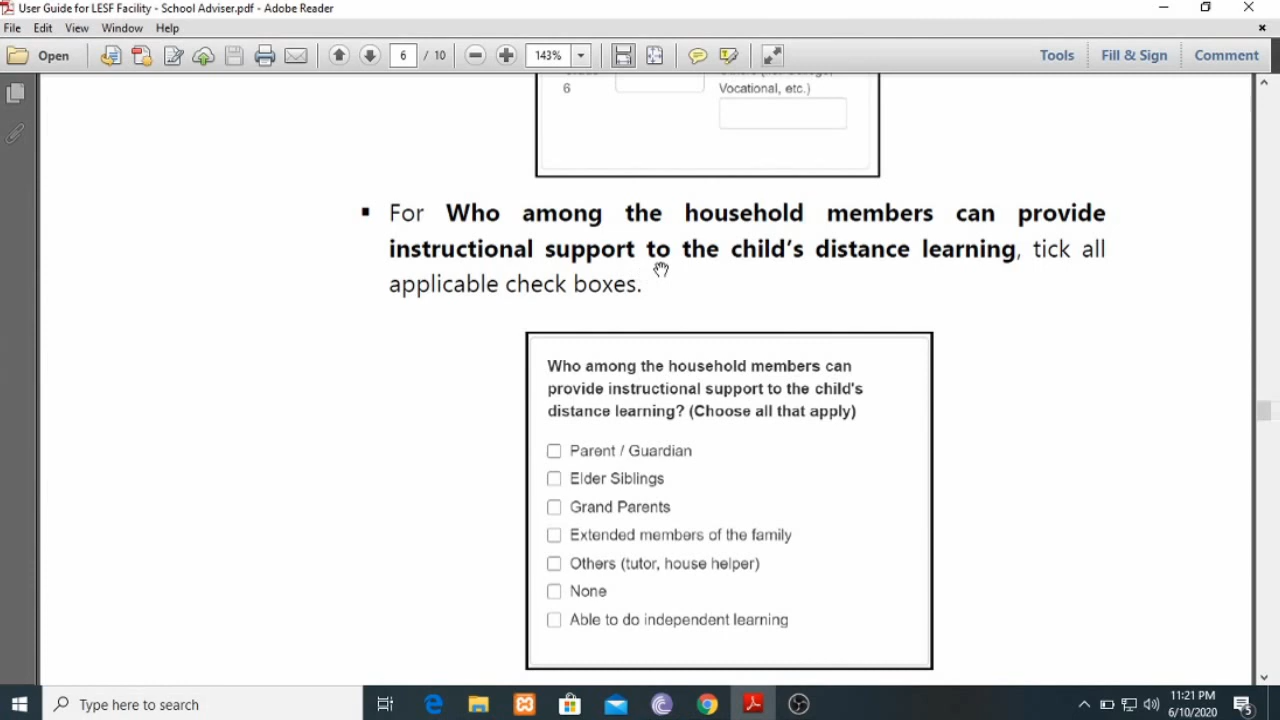 User Guide for LESF Facility - School Adviser.pdf - Adobe Reader
File Edit View Window Help
Open 6 / 10 143% Tools Fill & Sign Comment
6
Vocational, etc.)
▪ For Who among the household members can provide
instructional support to the child's distance learning, tick all
applicable check boxes.
Who among the household members can
provide instructional support to the child's
distance learning? (Choose all that apply)
Parent / Guardian
Elder Siblings
Grand Parents
Extended members of the family
Others (tutor, house helper)
None
Able to do independent learning
Type here to search
11:21 PM
6/10/2020
5